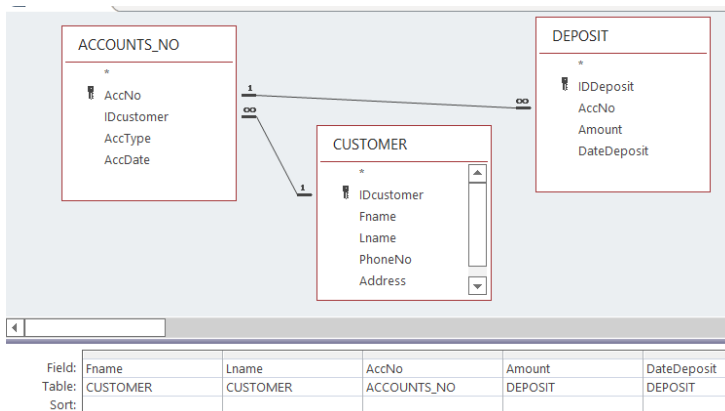 ACCOUNTS_NO
*
AccNo
IDcustomer
AccType
AccDate
1
∞
CUSTOMER
*
IDcustomer
Fname
Lname
PhoneNo
Address
1
DEPOSIT
*
IDDeposit
AccNo
Amount
DateDeposit
∞
Field: Fname Lname AccNo Amount DateDeposit
Table: CUSTOMER CUSTOMER ACCOUNTS_NO DEPOSIT DEPOSIT
Sort: